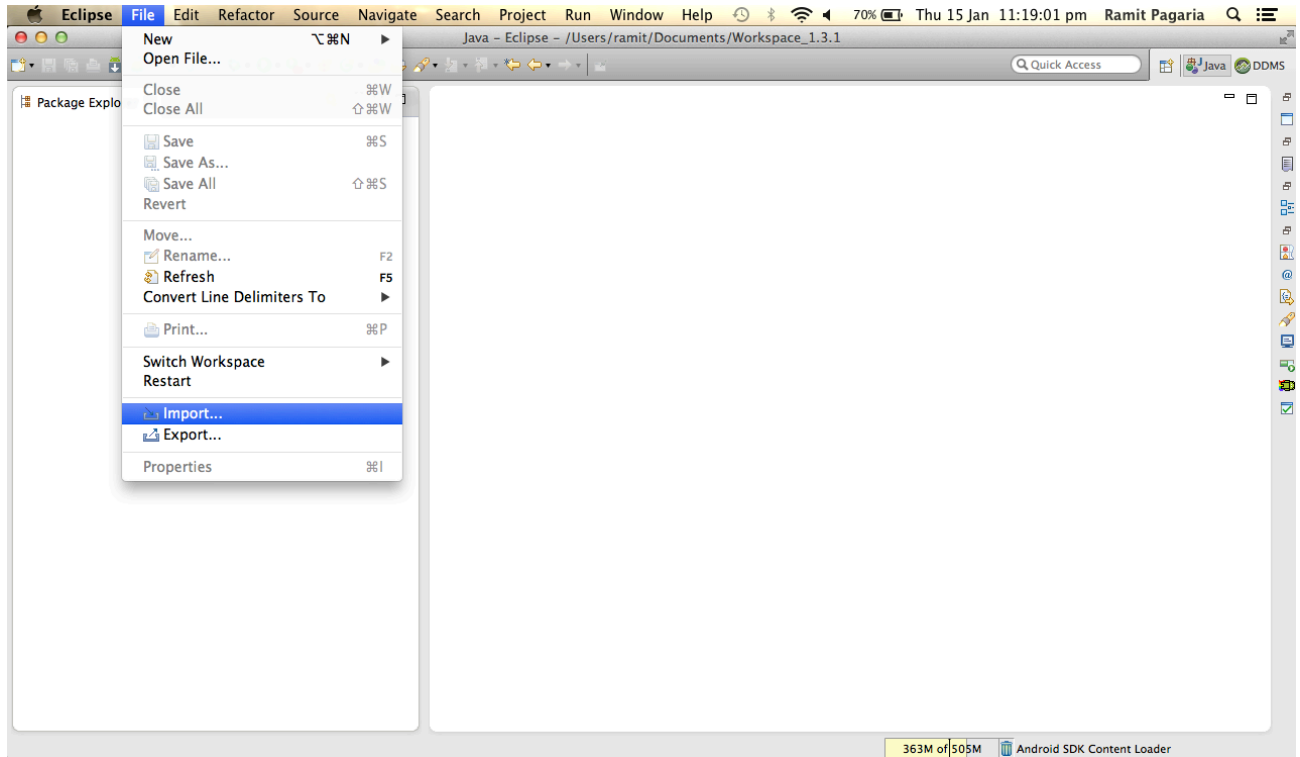 Eclipse File Edit Refactor Source Navigate Search Project Run Window Help 70% Thu 15 Jan 11:19:01 pm Ramit Pagaria
Java – Eclipse – /Users/ramit/Documents/Workspace_1.3.1
Quick Access Java DDMS
Package Explo
New ⌥⌘N ▶
Open File...
Close ⌘W
Close All ⇧⌘W
Save ⌘S
Save As...
Save All ⇧⌘S
Revert
Move...
Rename... F2
Refresh F5
Convert Line Delimiters To ▶
Print... ⌘P
Switch Workspace ▶
Restart
Import...
Export...
Properties ⌘I
363M of 505M Android SDK Content Loader